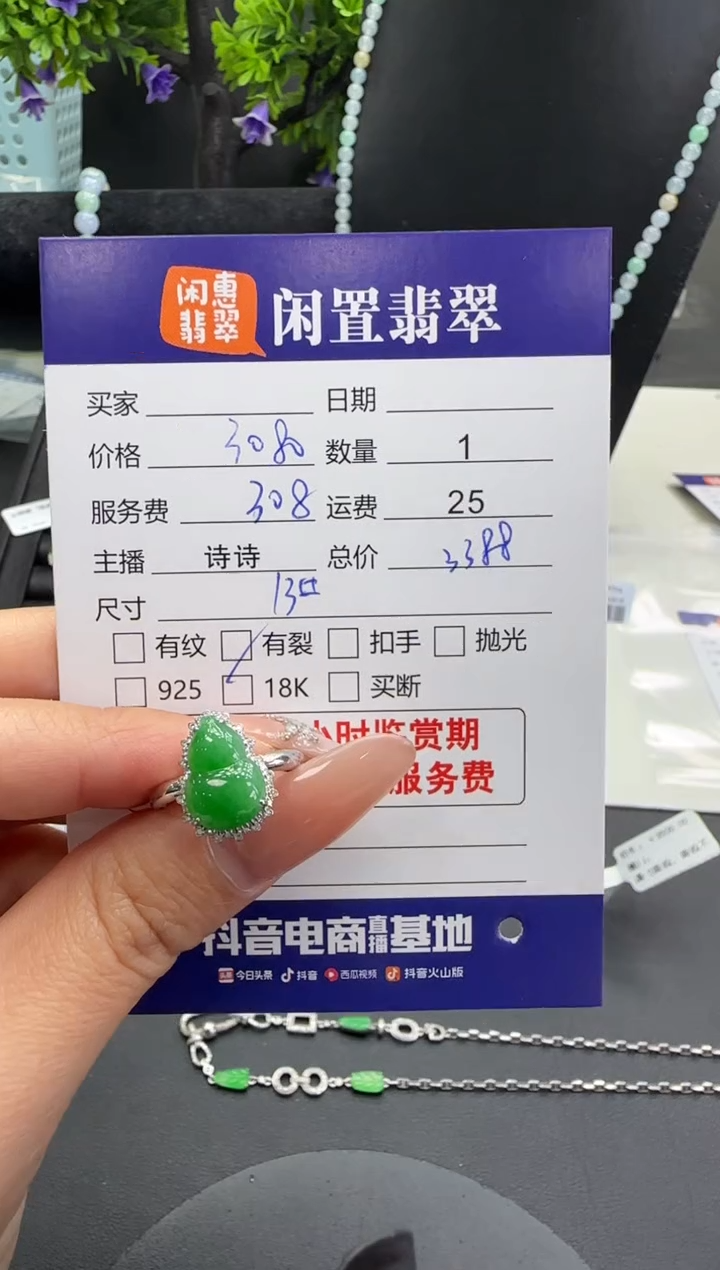 闲惠
翡翠
闲置翡翠
买家 日期
价格 3080 数量 1
服务费 308 运费 25
主播 诗诗 总价 3388
尺寸 13口
有纹 有裂 扣手 抛光
925 18K 买断
小时鉴赏期
服务费
抖音电商直播基地
今日头条 抖音 西瓜视频 抖音火山版